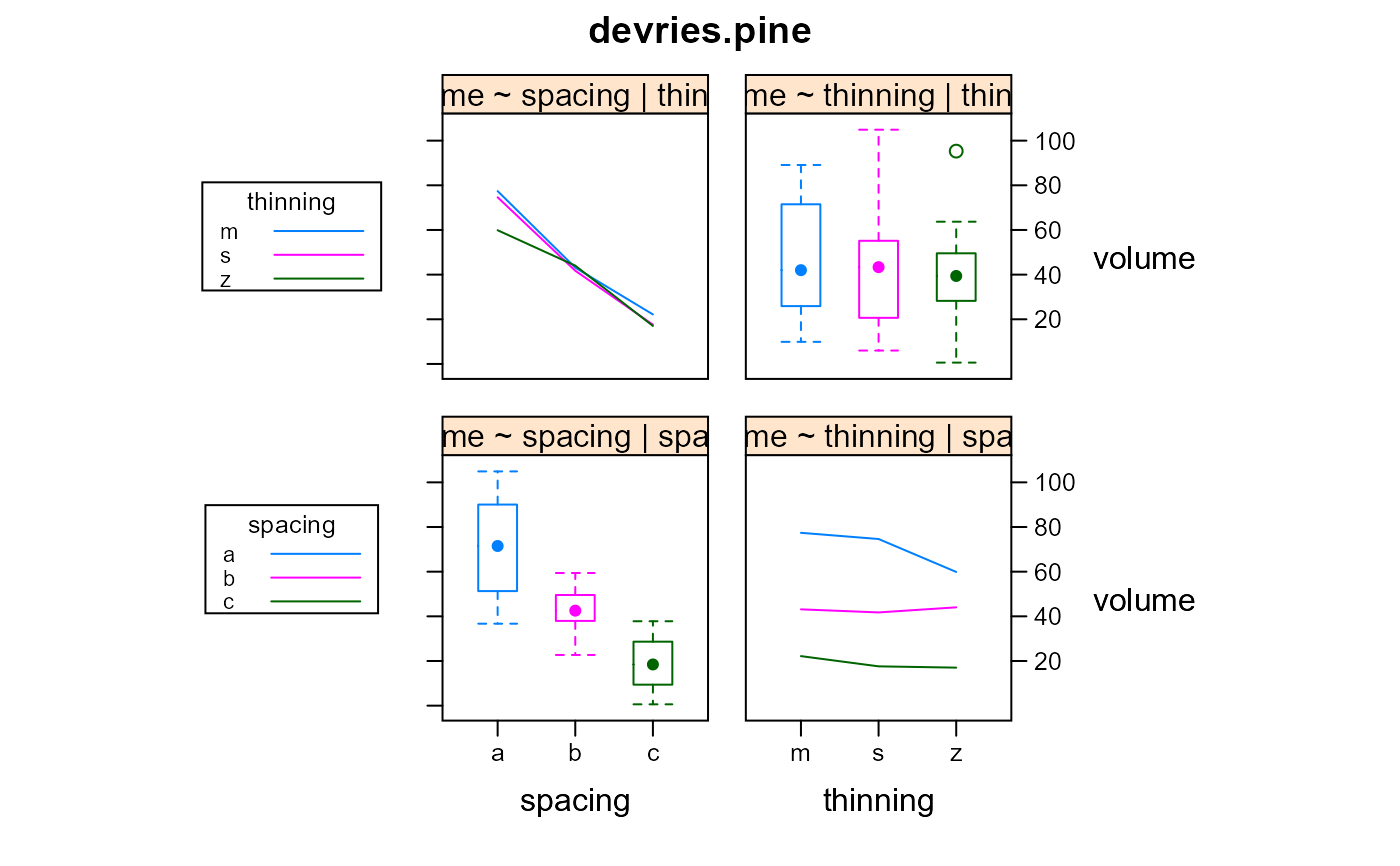 devries.pine
me ~ spacing | thin
me ~ thinning | thin
thinning
m
s
z
100
80
60
40
20
volume
me ~ spacing | spa
me ~ thinning | spa
spacing
a
b
c
100
80
60
40
20
volume
a b c
m s z
spacing
thinning